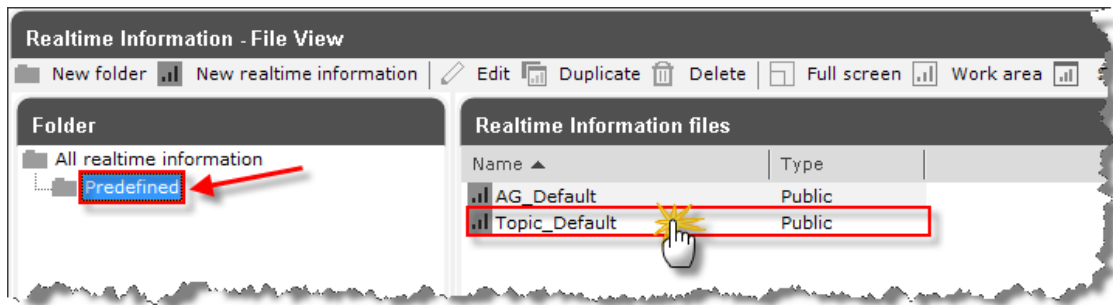 Realtime Information - File View
New folder New realtime information Edit Duplicate Delete Full screen Work area
Folder
All realtime information
Predefined
Realtime Information files
Name Type
AG_Default Public
Topic_Default Public